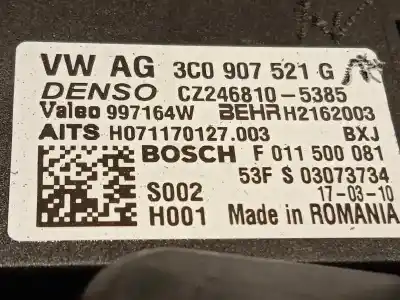 VW AG 3C0 907 521 G
DENSO CZ246810-5385
Valeo 997164W BEHR H2162003
AITS H071170127.003 BXJ
BOSCH F 011 500 081
53F S 03073734
S002 17-03-10
H001 Made in ROMANIA